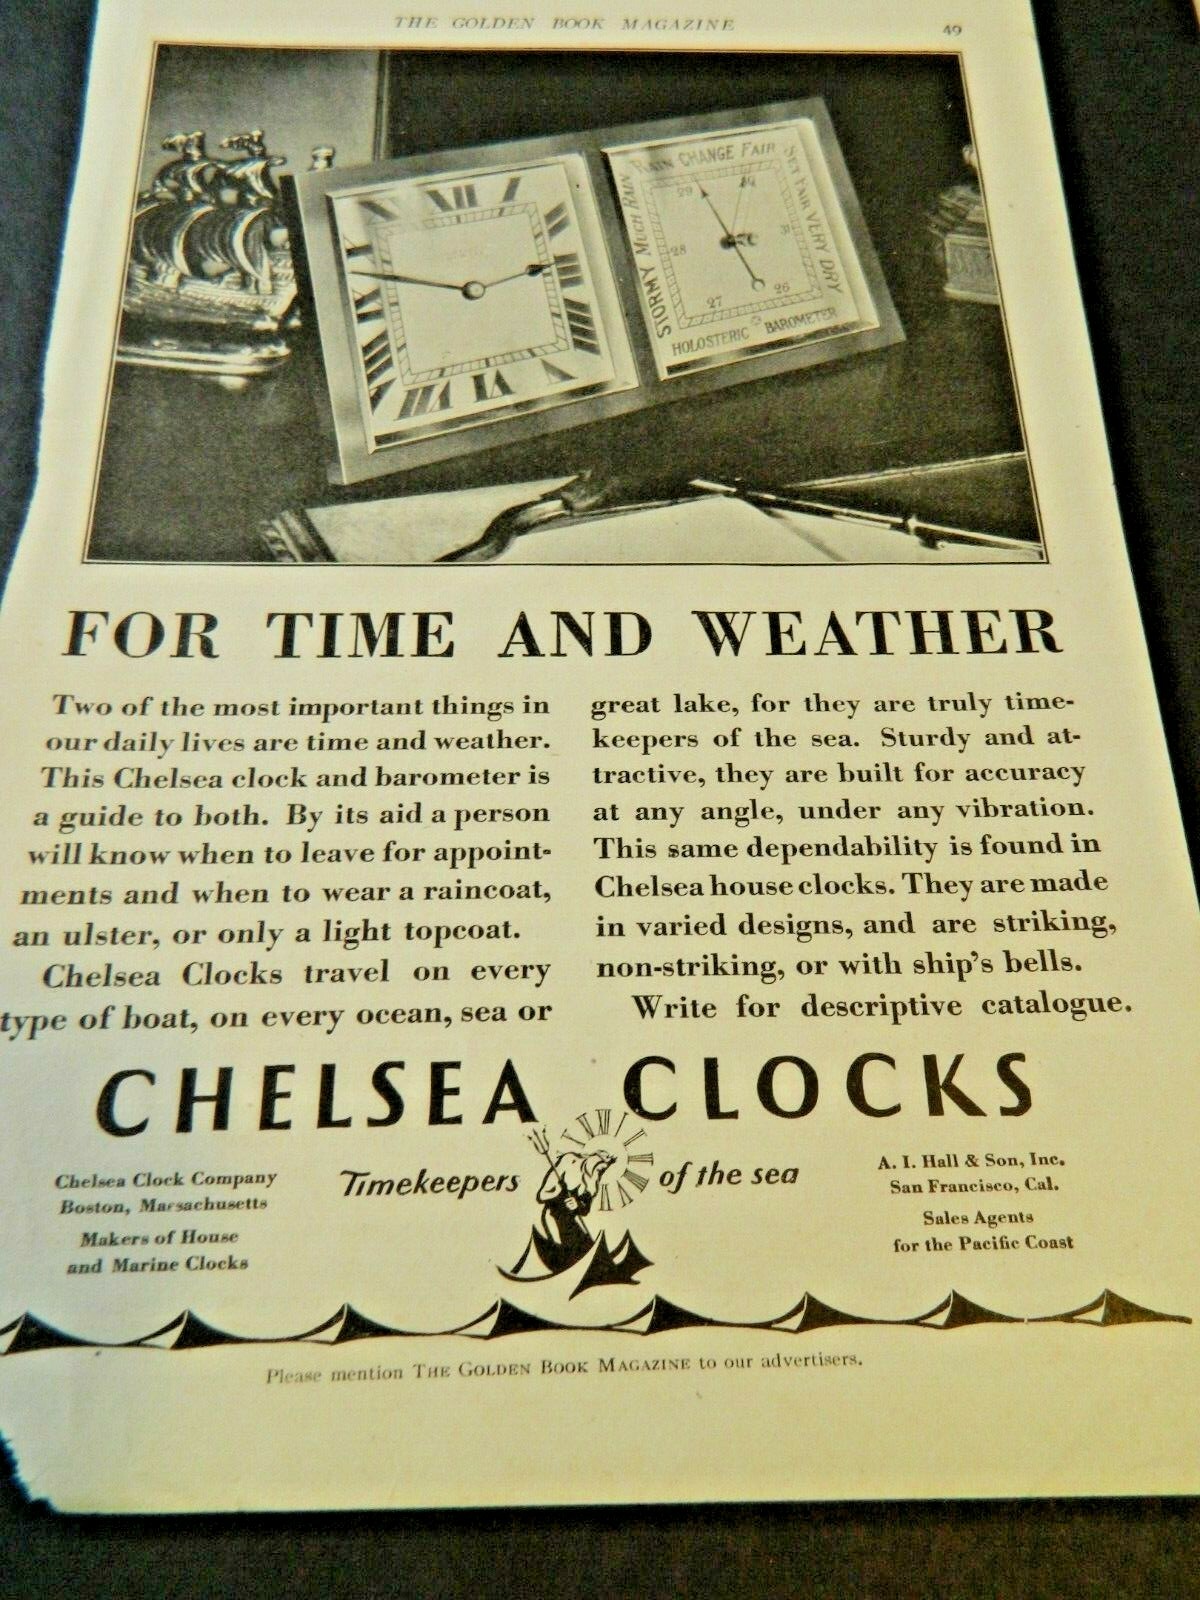 THE GOLDEN BOOK MAGAZINE
49
XII
RAIN CHANGE FAIR
SET FAIR VERY DRY
STORMY MUCH RAIN
29
28
27
26
31
HOLOSTERIC BAROMETER
FOR TIME AND WEATHER
Two of the most important things in
our daily lives are time and weather.
This Chelsea clock and barometer is
a guide to both. By its aid a person
will know when to leave for appoint-
ments and when to wear a raincoat,
an ulster, or only a light topcoat.
Chelsea Clocks travel on every
type of boat, on every ocean, sea or
great lake, for they are truly time-
keepers of the sea. Sturdy and at-
tractive, they are built for accuracy
at any angle, under any vibration.
This same dependability is found in
Chelsea house clocks. They are made
in varied designs, and are striking,
non-striking, or with ship's bells.
Write for descriptive catalogue.
CHELSEA CLOCKS
Timekeepers of the sea
Chelsea Clock Company
Boston, Massachusetts
Makers of House
and Marine Clocks
A. I. Hall & Son, Inc.
San Francisco, Cal.
Sales Agents
for the Pacific Coast
Please mention THE GOLDEN BOOK MAGAZINE to our advertisers.